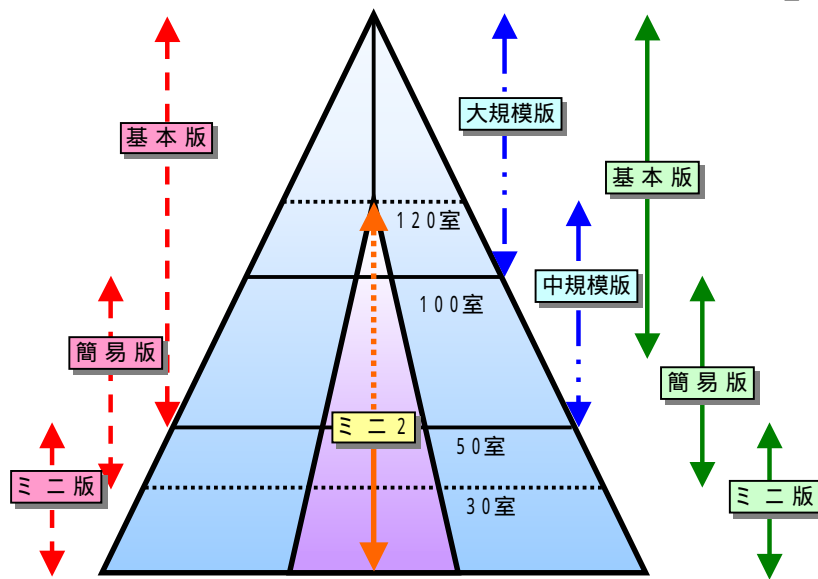 大規模版
基 本 版
基 本 版
120室
中規模版
100室
簡 易 版
簡 易 版
ミ ニ 2
50室
ミ ニ 版
ミ ニ 版
30室